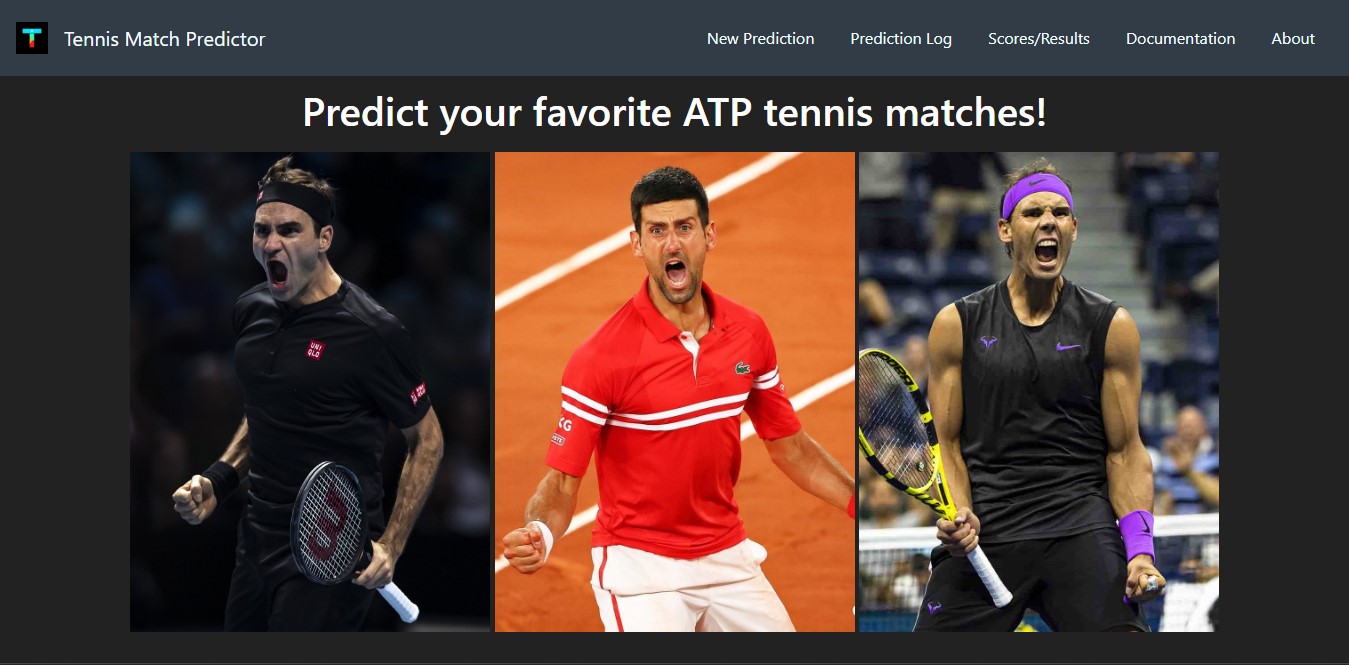 T Tennis Match Predictor New Prediction Prediction Log Scores/Results Documentation About
Predict your favorite ATP tennis matches!
UNI
QLO
KG